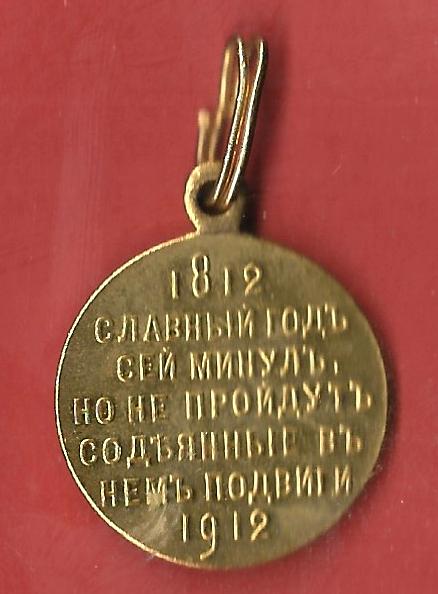 1812
СЛАВНЫЙ ГОДЪ
СЕЙ МИНУЛЪ,
НО НЕ ПРОЙДУТЪ
СОДѢЯННЫЕ ВЪ
НЕМЪ ПОДВИГИ
1912